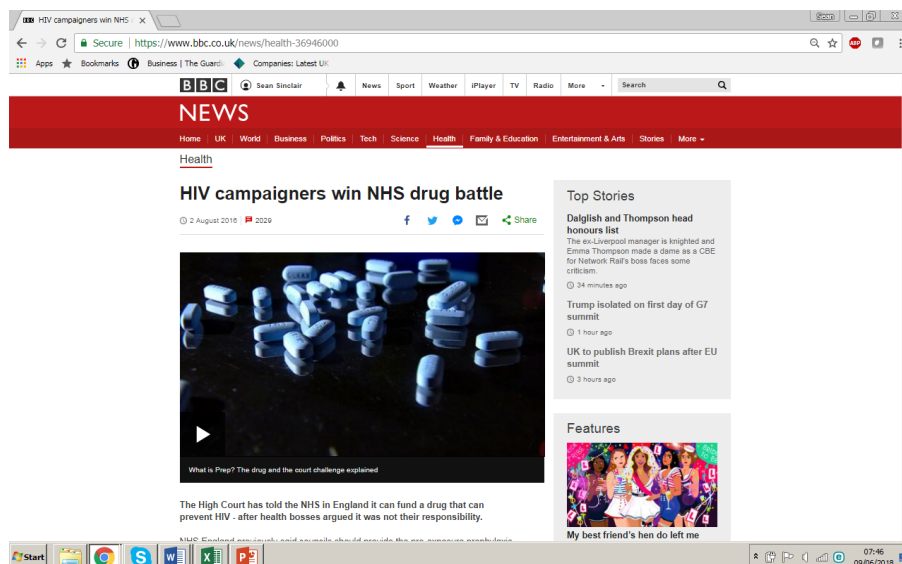 HIV campaigners win NHS
Sean
Secure | https://www.bbc.co.uk/news/health-36946000
Apps Bookmarks Business | The Guardi Companies: Latest UK
BBC Sean Sinclair News Sport Weather iPlayer TV Radio More Search
NEWS
Home UK World Business Politics Tech Science Health Family & Education Entertainment & Arts Stories More
Health
HIV campaigners win NHS drug battle
2 August 2016 2029 Share
What is Prep? The drug and the court challenge explained
The High Court has told the NHS in England it can fund a drug that can
prevent HIV - after health bosses argued it was not their responsibility.
Top Stories
Dalglish and Thompson head
honours list
The ex-Liverpool manager is knighted and
Emma Thompson made a dame as a CBE
for Network Rail's boss faces some
criticism.
34 minutes ago
Trump isolated on first day of G7
summit
1 hour ago
UK to publish Brexit plans after EU
summit
3 hours ago
Features
My best friend's hen do left me
Start
07:46
09/06/2018